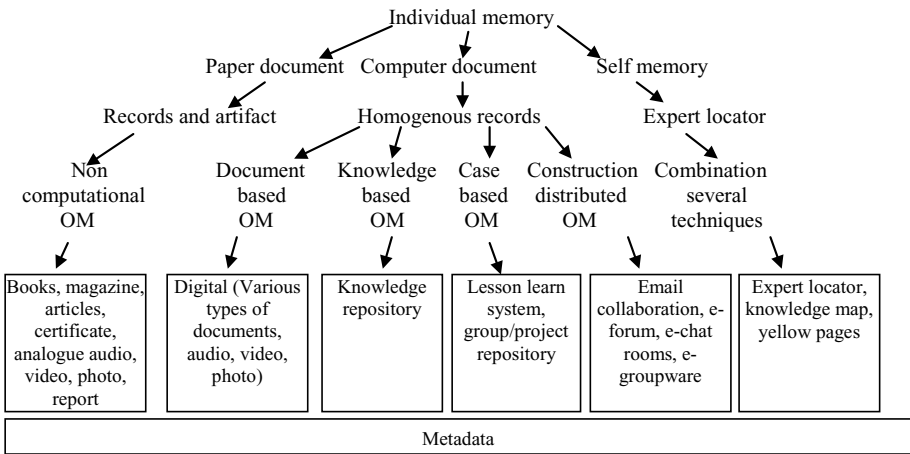 Individual memory
Paper document
Computer document
Self memory
Records and artifact
Homogenous records
Expert locator
Non
computational
OM
Document
based
OM
Knowledge
based
OM
Case
based
OM
Construction
distributed
OM
Combination
several
techniques
Books, magazine,
articles,
certificate,
analogue audio,
video, photo,
report
Digital (Various
types of
documents,
audio, video,
photo)
Knowledge
repository
Lesson learn
system,
group/project
repository
Email
collaboration, e-
forum, e-chat
rooms, e-
groupware
Expert locator,
knowledge map,
yellow pages
Metadata